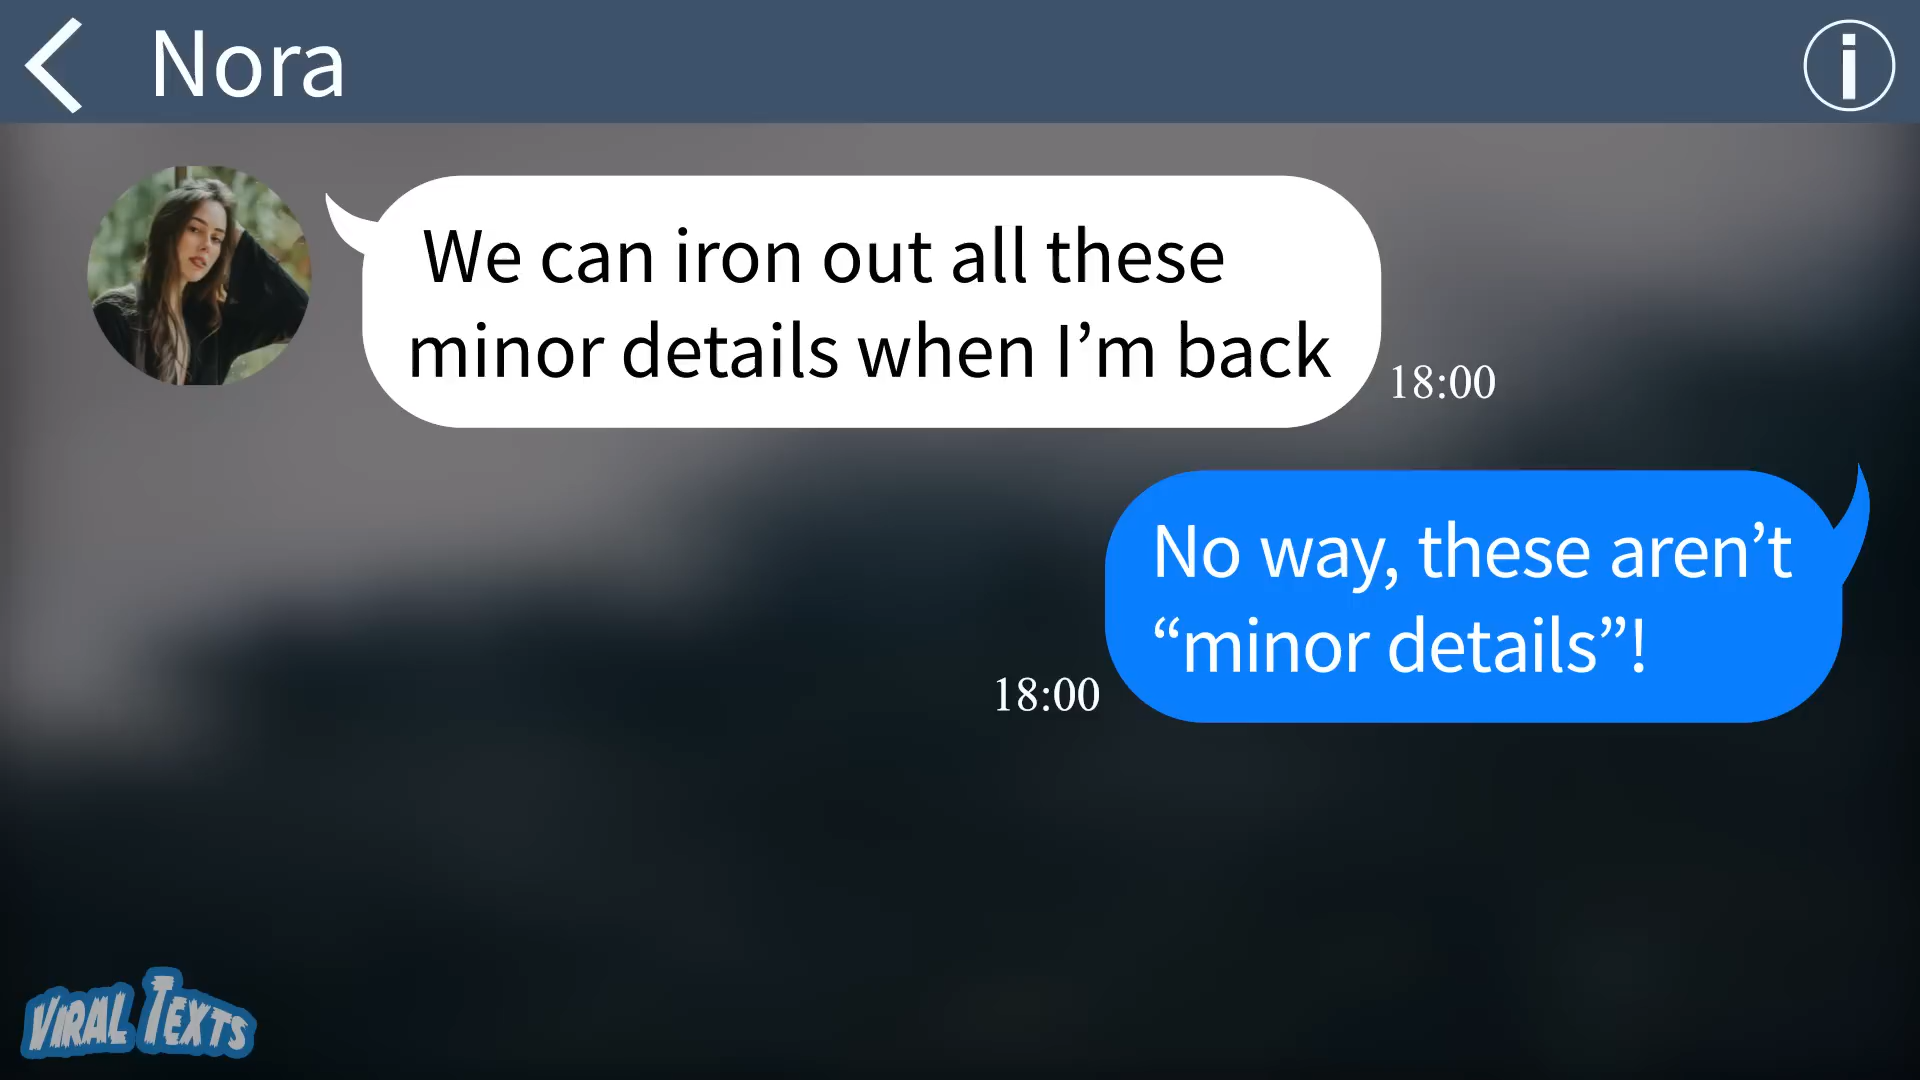 Nora
i
We can iron out all these
minor details when I’m back
18:00
No way, these aren’t
“minor details”!
18:00
VIRAL TEXTS